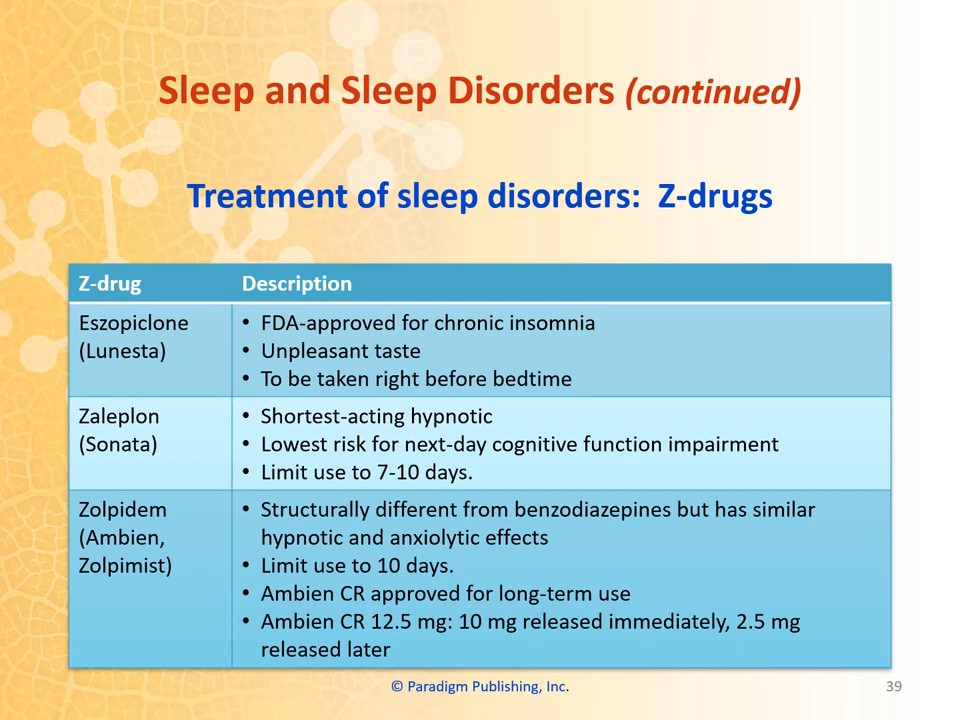 Sleep and Sleep Disorders (continued)
Treatment of sleep disorders: Z-drugs
Z-drug
Description
Eszopiclone
(Lunesta)
• FDA-approved for chronic insomnia
• Unpleasant taste
• To be taken right before bedtime
Zaleplon
(Sonata)
• Shortest-acting hypnotic
• Lowest risk for next-day cognitive function impairment
• Limit use to 7-10 days.
Zolpidem
(Ambien,
Zolpimist)
• Structurally different from benzodiazepines but has similar
hypnotic and anxiolytic effects
• Limit use to 10 days.
• Ambien CR approved for long-term use
• Ambien CR 12.5 mg: 10 mg released immediately, 2.5 mg
released later
© Paradigm Publishing, Inc.
39